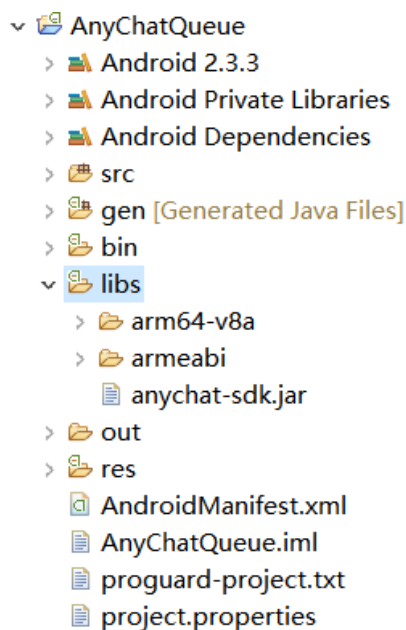 AnyChatQueue
Android 2.3.3
Android Private Libraries
Android Dependencies
src
gen [Generated Java Files]
bin
libs
arm64-v8a
armeabi
anychat-sdk.jar
out
res
AndroidManifest.xml
AnyChatQueue.iml
proguard-project.txt
project.properties